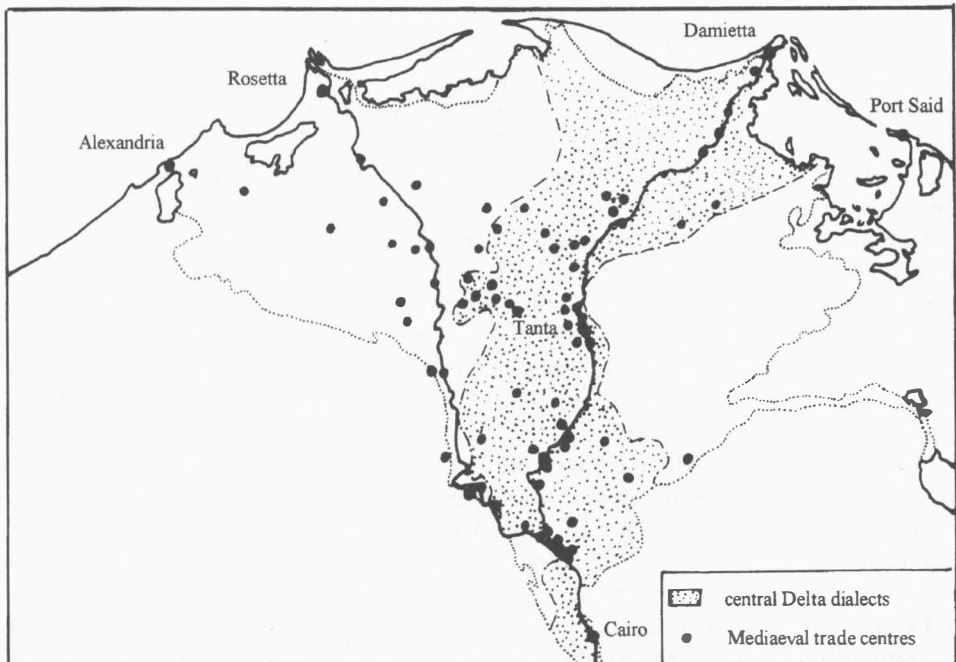 Damietta
Rosetta
Port Said
Alexandria
Tanta
central Delta dialects
Cairo
Mediaeval trade centres